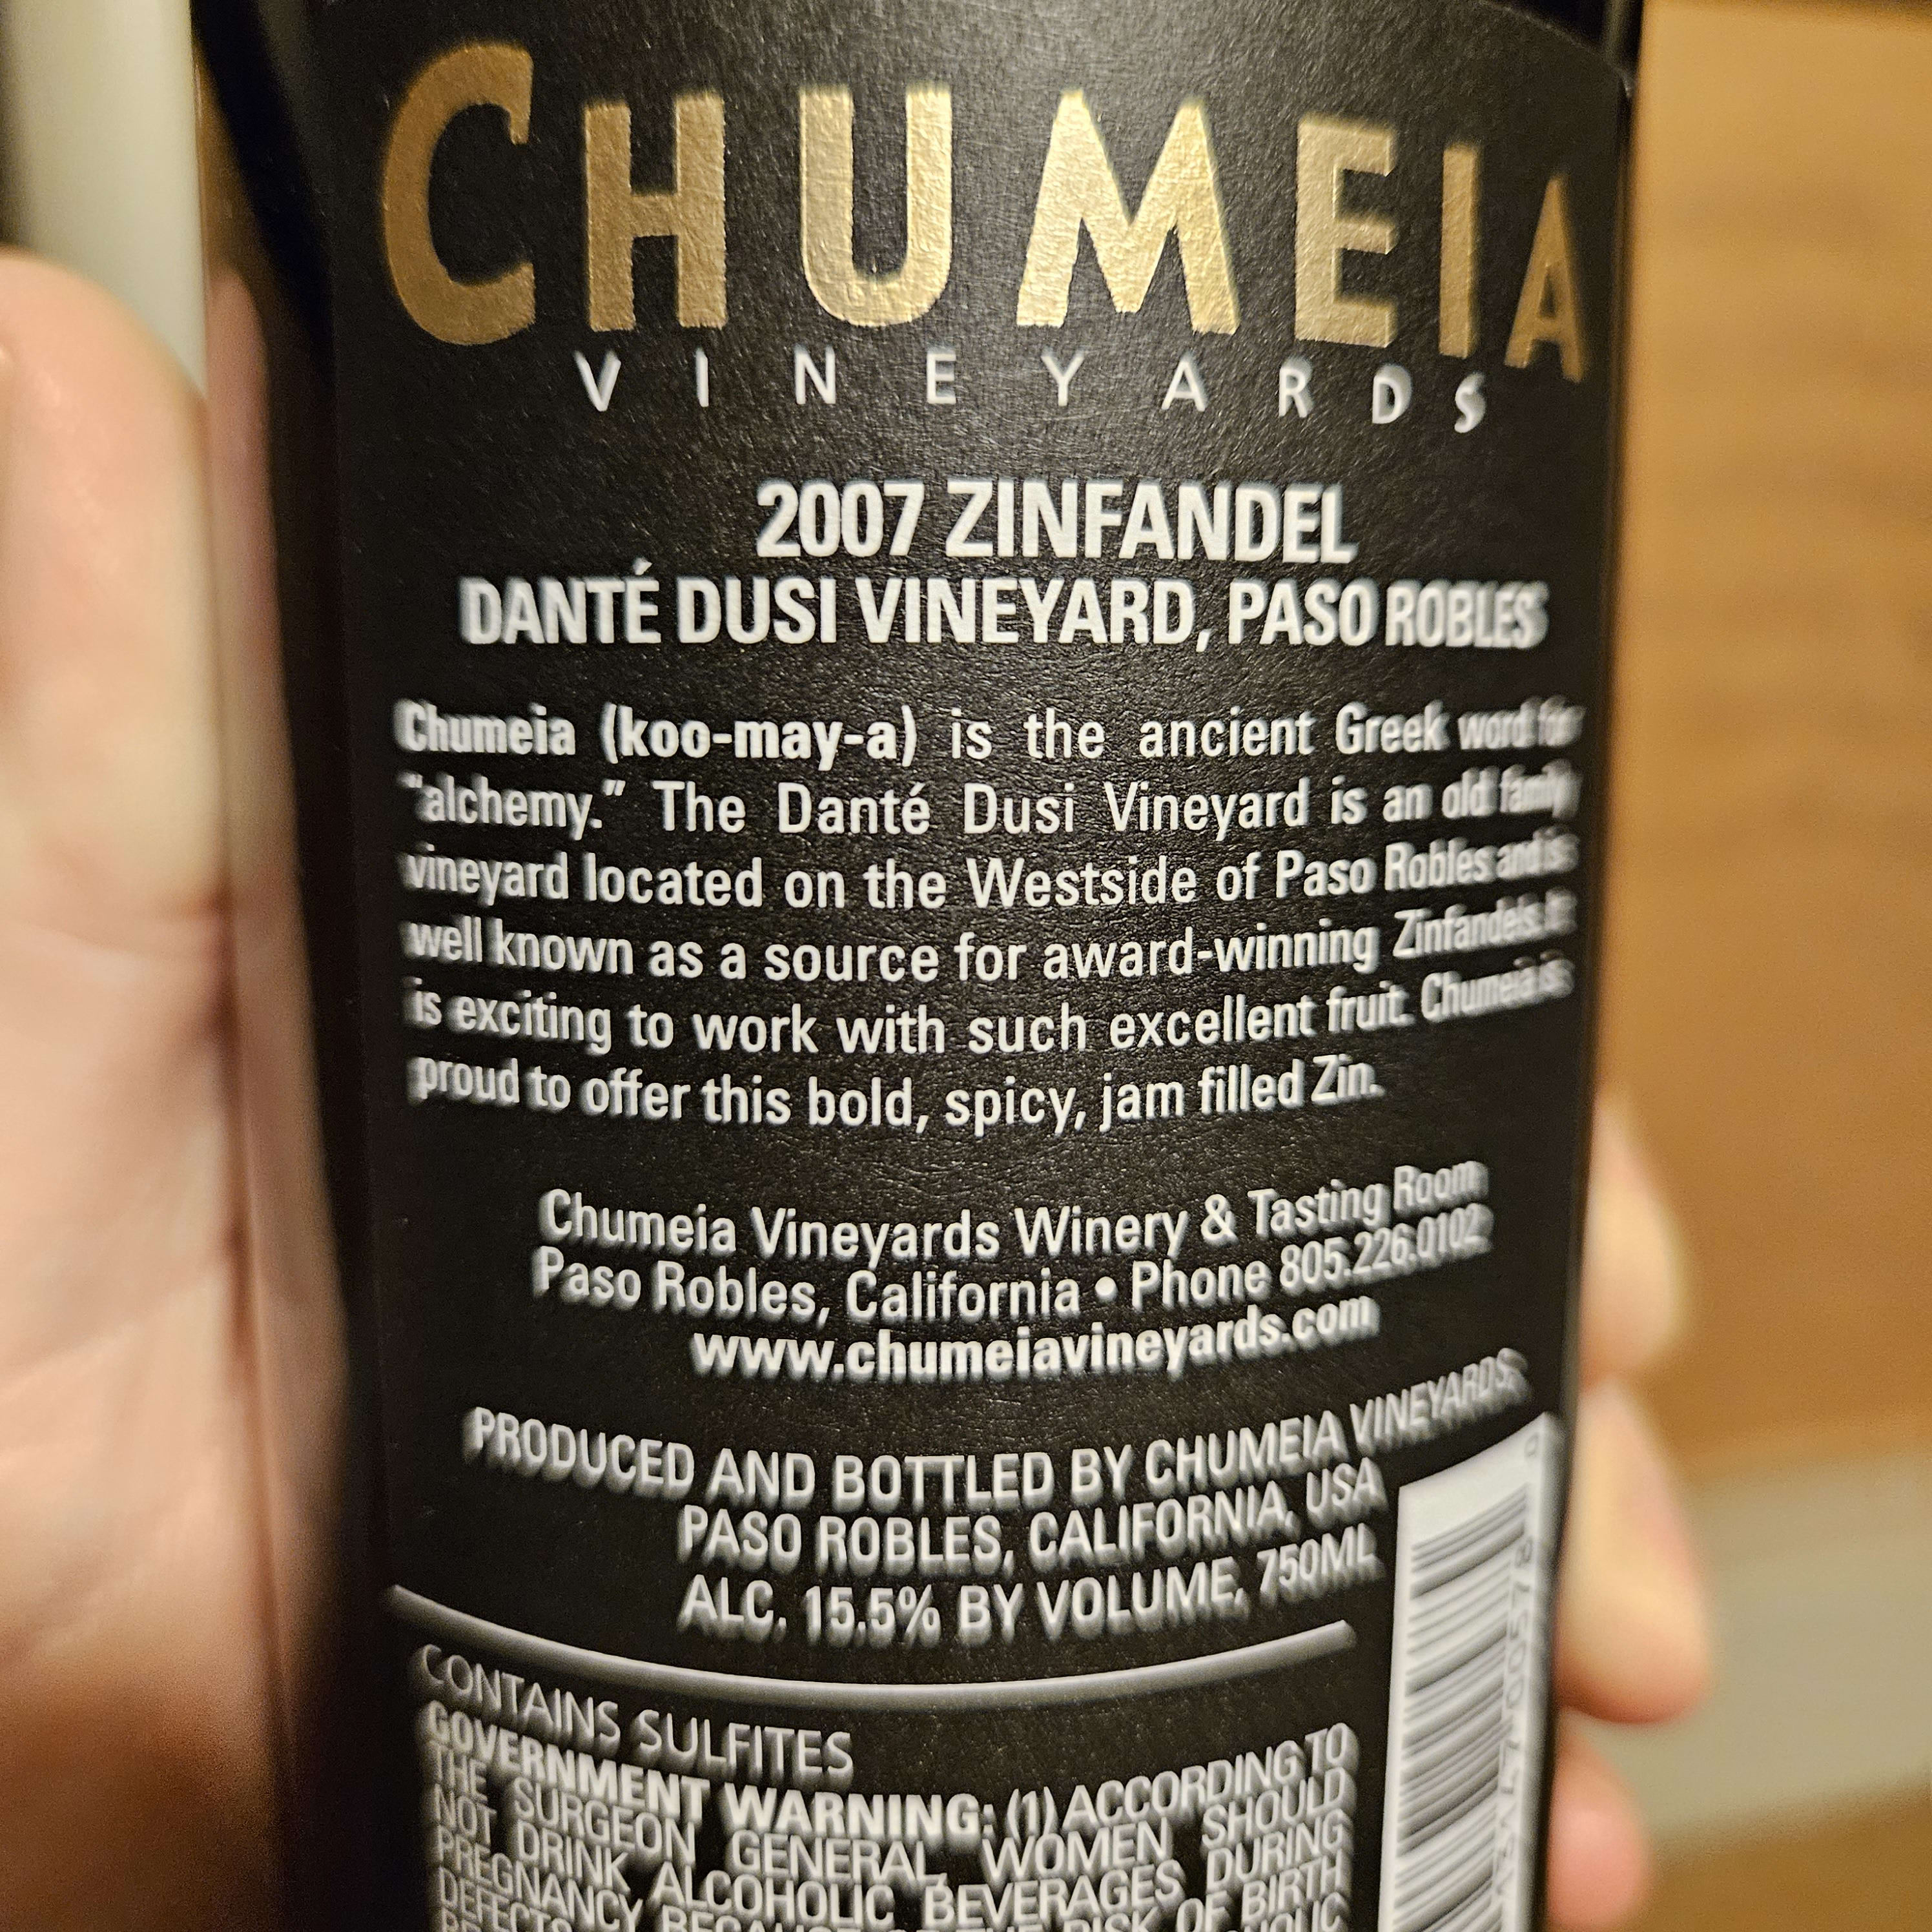 CHUMEIA
VINEYARDS
2007 ZINFANDEL
DANTÉ DUSI VINEYARD, PASO ROBLES
Chumeia (koo-may-a) is the ancient Greek word for
"alchemy." The Danté Dusi Vineyard is an old family
vineyard located on the Westside of Paso Robles and is
well known as a source for award-winning Zinfandels. It
is exciting to work with such excellent fruit. Chumeia is
proud to offer this bold, spicy, jam filled Zin.
Chumeia Vineyards Winery & Tasting Room
Paso Robles, California • Phone 805.226.0102
www.chumeiavineyards.com
PRODUCED AND BOTTLED BY CHUMEIA VINEYARDS,
PASO ROBLES, CALIFORNIA, USA
ALC. 15.5% BY VOLUME, 750ML
CONTAINS SULFITES
GOVERNMENT WARNING: (1) ACCORDING TO
THE SURGEON GENERAL, WOMEN SHOULD
NOT DRINK ALCOHOLIC BEVERAGES DURING
PREGNANCY BECAUSE OF THE RISK OF BIRTH
DEFECTS